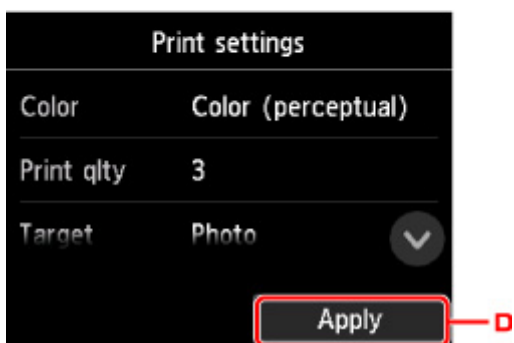 Print settings
Color Color (perceptual)
Print qlty 3
Target Photo
Apply D